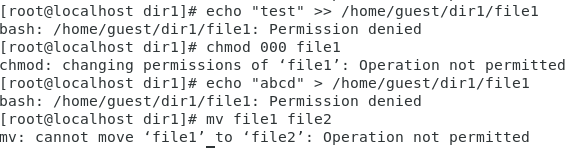 [root@localhost dir1]# echo "test" >> /home/guest/dir1/file1
bash: /home/guest/dir1/file1: Permission denied
[root@localhost dir1]# chmod 000 file1
chmod: changing permissions of ‘file1’: Operation not permitted
[root@localhost dir1]# echo "abcd" > /home/guest/dir1/file1
bash: /home/guest/dir1/file1: Permission denied
[root@localhost dir1]# mv file1 file2
mv: cannot move ‘file1’ to ‘file2’: Operation not permitted